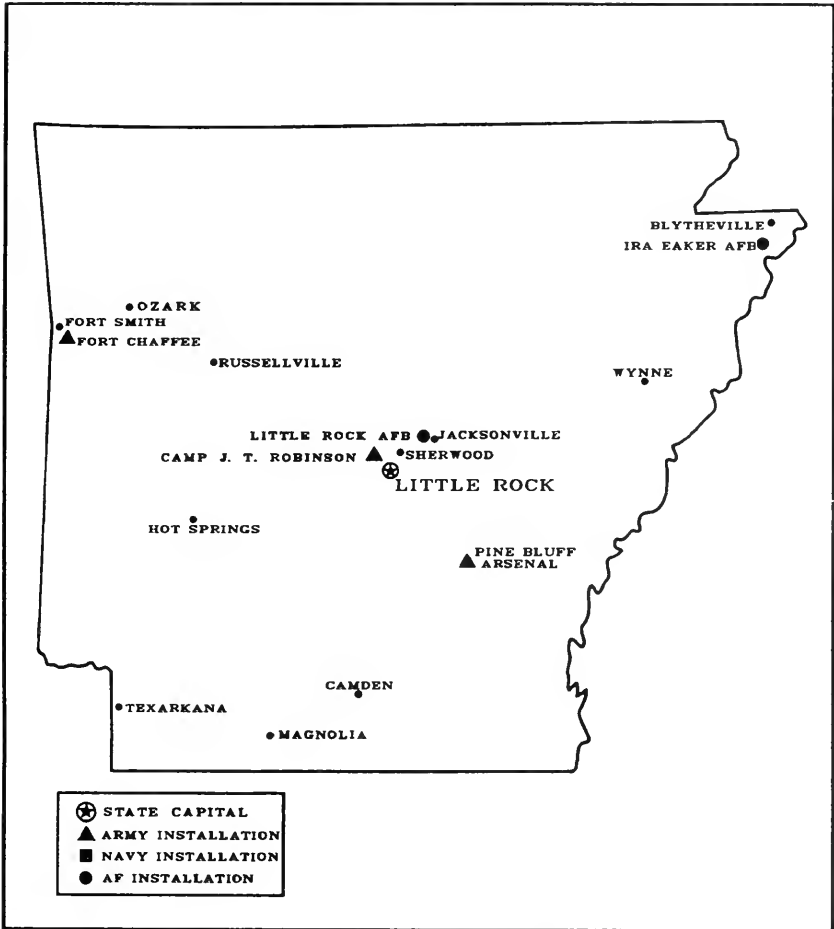 BLYTHEVILLE
IRA EAKER AFB
OZARK
FORT SMITH
FORT CHAFFEE
RUSSELLVILLE
WYNNE
LITTLE ROCK AFB
JACKSONVILLE
CAMP J. T. ROBINSON
SHERWOOD
LITTLE ROCK
HOT SPRINGS
PINE BLUFF
ARSENAL
CAMDEN
TEXARKANA
MAGNOLIA
STATE CAPITAL
ARMY INSTALLATION
NAVY INSTALLATION
AF INSTALLATION